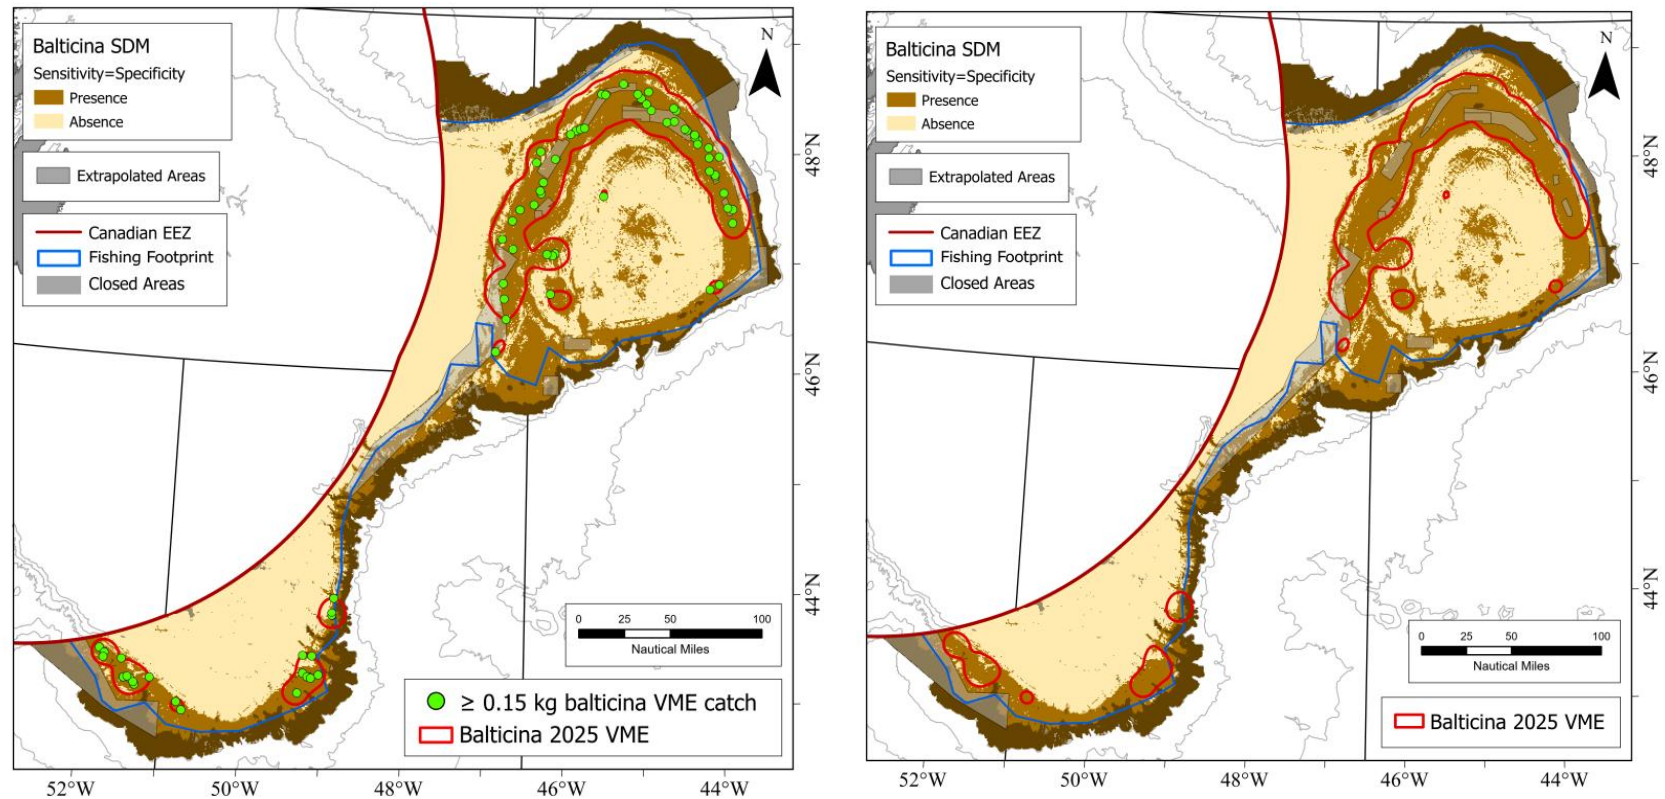 Balticina SDM
Sensitivity=Specificity
Presence
Absence
Extrapolated Areas
Canadian EEZ
Fishing Footprint
Closed Areas
N
48°N
46°N
44°N
0 25 50 100
Nautical Miles
≥ 0.15 kg balticina VME catch
Balticina 2025 VME
52°W 50°W 48°W 46°W 44°W
Balticina SDM
Sensitivity=Specificity
Presence
Absence
Extrapolated Areas
Canadian EEZ
Fishing Footprint
Closed Areas
N
48°N
46°N
44°N
0 25 50 100
Nautical Miles
Balticina 2025 VME
52°W 50°W 48°W 46°W 44°W